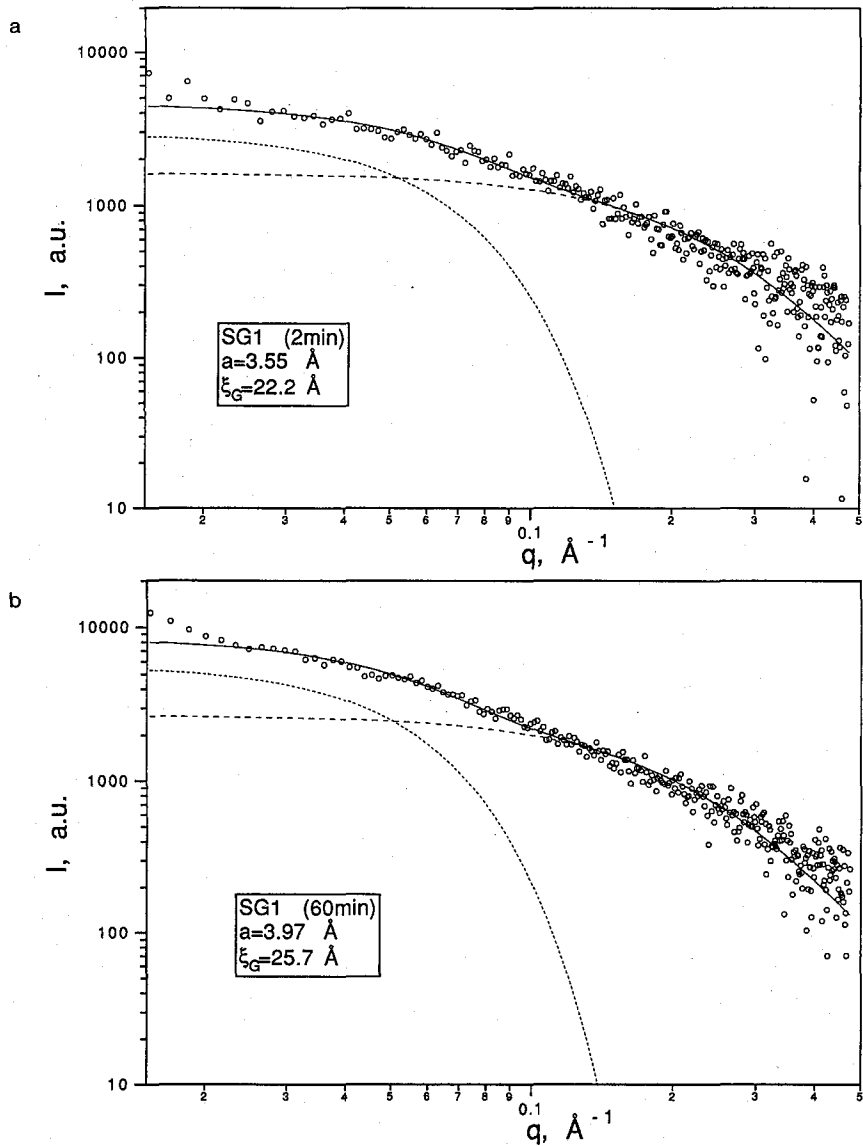 a
10000
1000
100
10
I, a.u.
SG1 (2min)
a=3.55 Å
ξG=22.2 Å
2 3 4 5 6 7 8 9 0.1 2 3 4 5
q, Å -1
b
10000
1000
100
10
I, a.u.
SG1 (60min)
a=3.97 Å
ξG=25.7 Å
2 3 4 5 6 7 8 9 0.1 2 3 4 5
q, Å -1